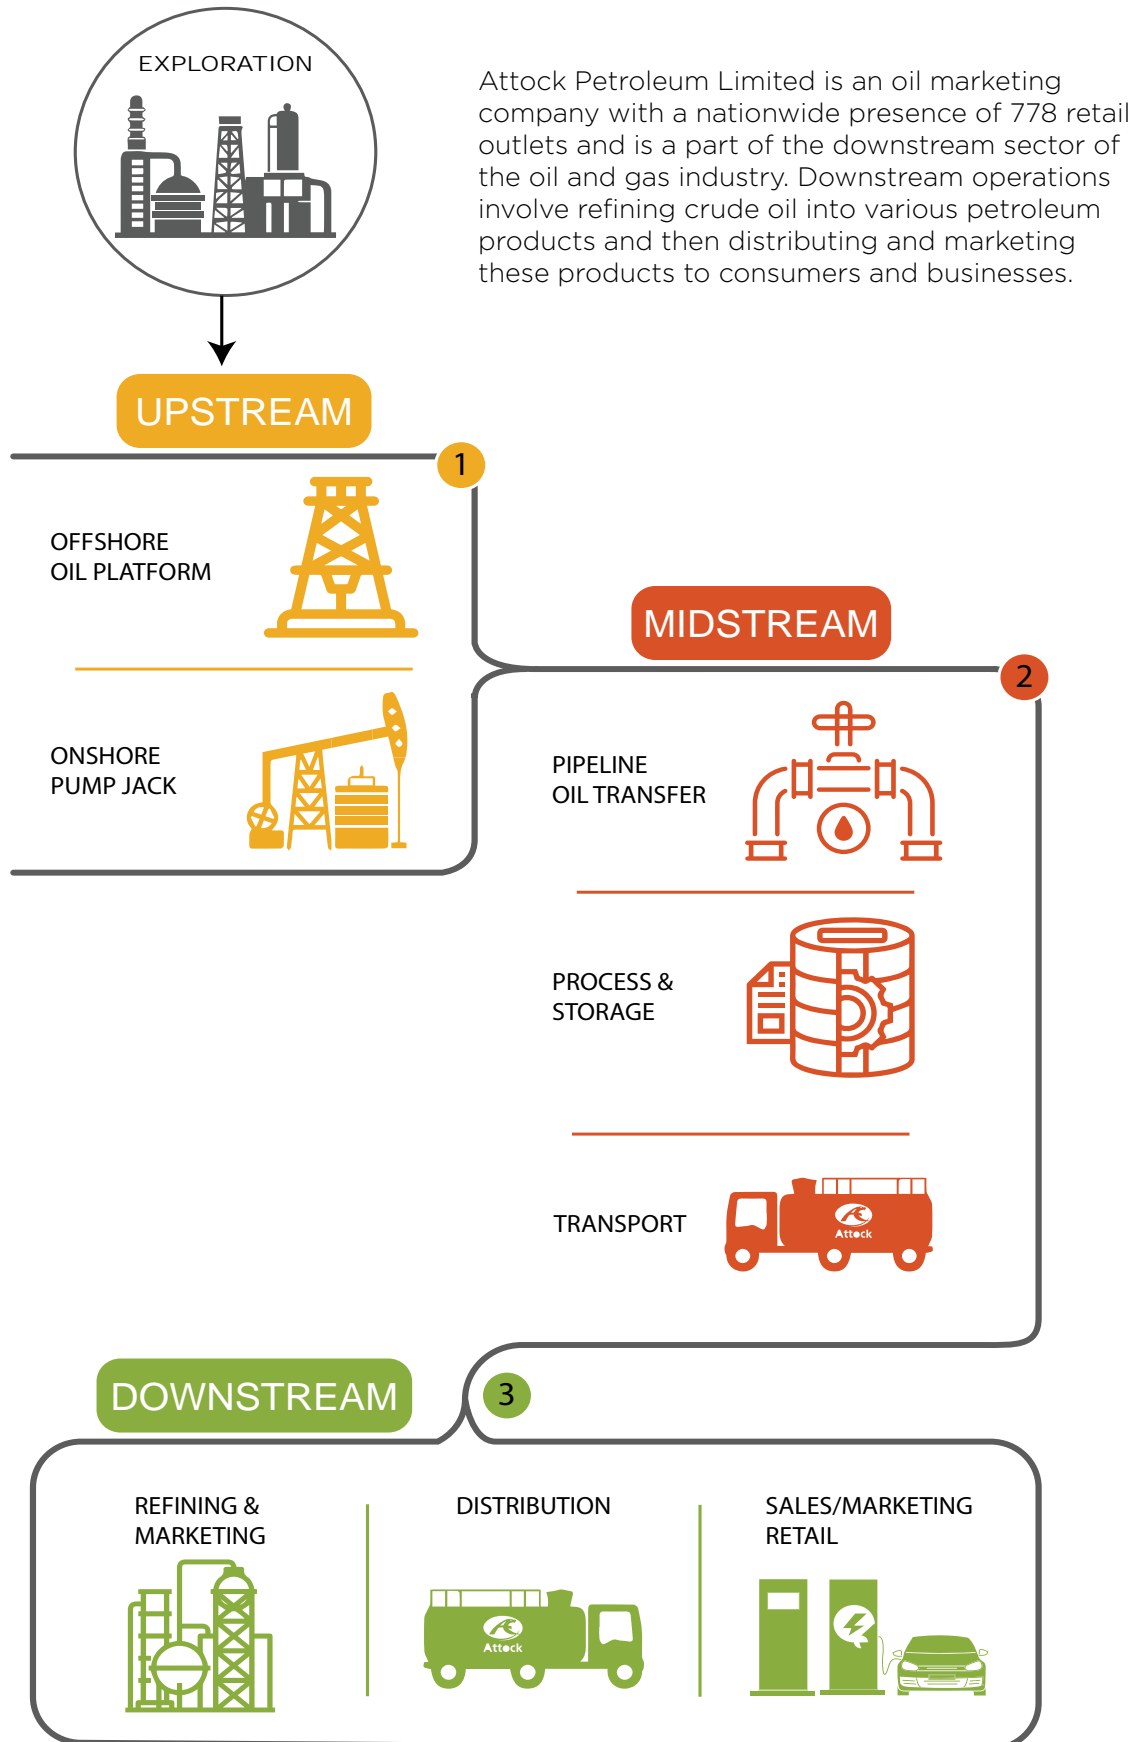 EXPLORATION
Attock Petroleum Limited is an oil marketing
company with a nationwide presence of 778 retail
outlets and is a part of the downstream sector of
the oil and gas industry. Downstream operations
involve refining crude oil into various petroleum
products and then distributing and marketing
these products to consumers and businesses.
UPSTREAM
1
OFFSHORE
OIL PLATFORM
ONSHORE
PUMP JACK
MIDSTREAM
2
PIPELINE
OIL TRANSFER
PROCESS &
STORAGE
TRANSPORT
Attock
DOWNSTREAM
3
REFINING &
MARKETING
DISTRIBUTION
Attock
SALES/MARKETING
RETAIL